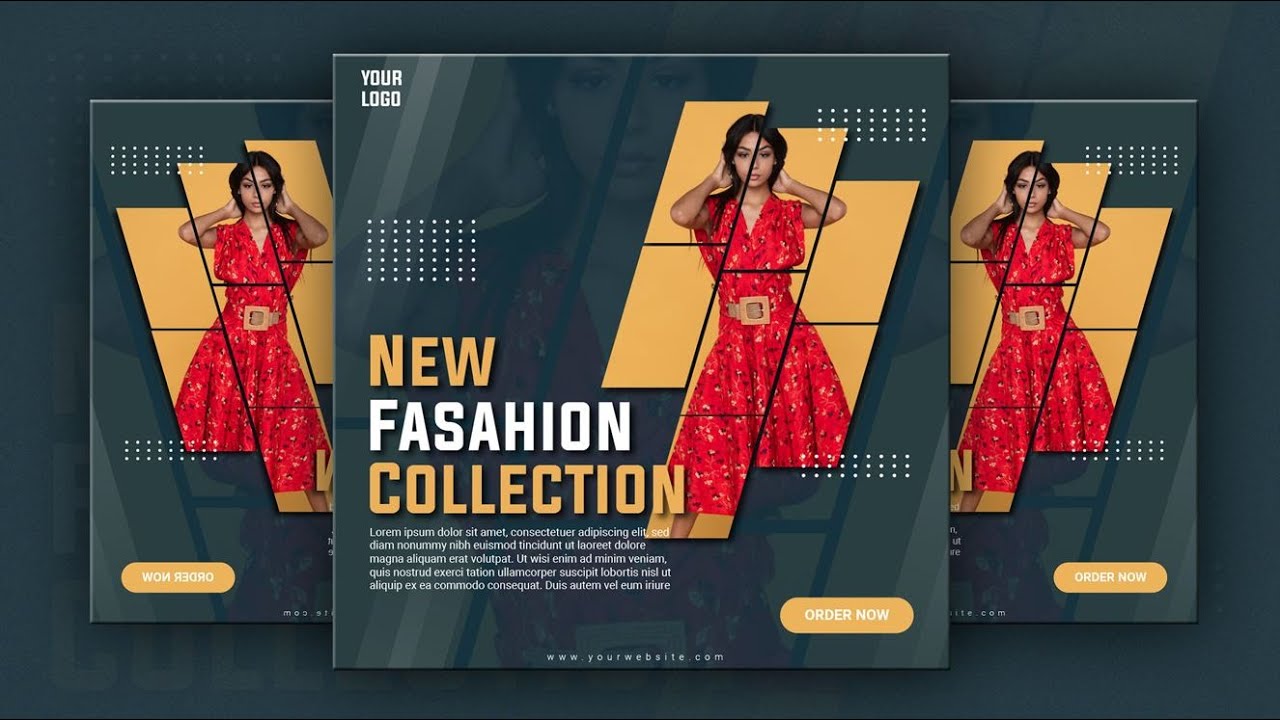 YOUR
LOGO
NEW
FASAHION
COLLECTION
Lorem ipsum dolor sit amet, consectetuer adipiscing elit, sed
diam nonummy nibh euismod tincidunt ut laoreet dolore
magna aliquam erat volutpat. Ut wisi enim ad minim veniam,
quis nostrud exerci tation ullamcorper suscipit lobortis nisl ut
aliquip ex ea commodo consequat. Duis autem vel eum iriure
ORDER NOW
www.yourwebsite.com
ORDER NOW
ORDER NOW